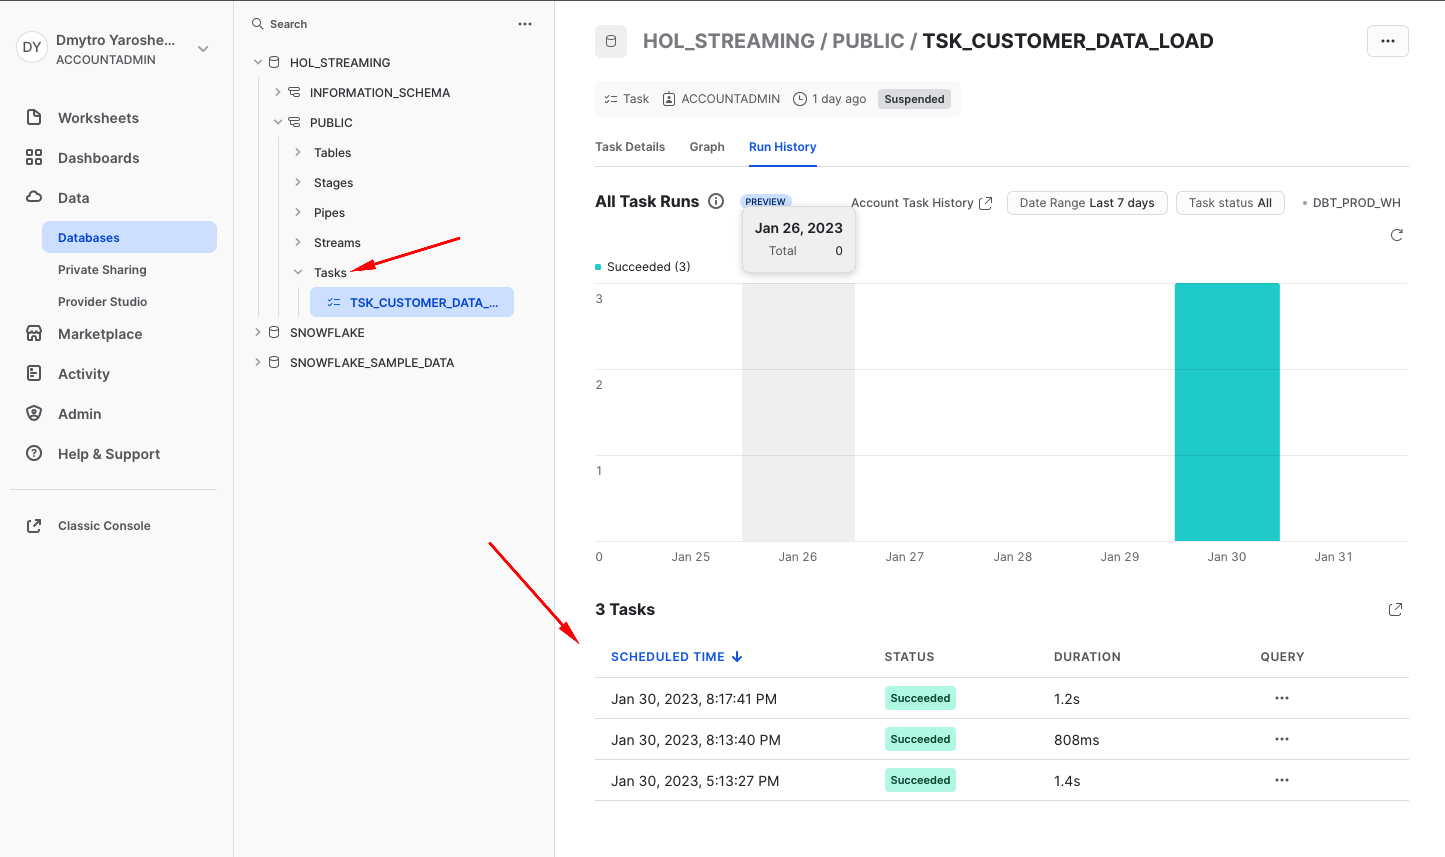 DY
Dmytro Yaroshe...
ACCOUNTADMIN
Worksheets
Dashboards
Data
Databases
Private Sharing
Provider Studio
Marketplace
Activity
Admin
Help & Support
Classic Console
Search
HOL_STREAMING
INFORMATION_SCHEMA
PUBLIC
Tables
Stages
Pipes
Streams
Tasks
TSK_CUSTOMER_DATA_...
SNOWFLAKE
SNOWFLAKE_SAMPLE_DATA
HOL_STREAMING / PUBLIC / TSK_CUSTOMER_DATA_LOAD
Task ACCOUNTADMIN 1 day ago Suspended
Task Details Graph Run History
All Task Runs PREVIEW Account Task History Date Range Last 7 days Task status All DBT_PROD_WH
Jan 26, 2023
Total 0
Succeeded (3)
3
2
1
0 Jan 25 Jan 26 Jan 27 Jan 28 Jan 29 Jan 30 Jan 31
3 Tasks
SCHEDULED TIME STATUS DURATION QUERY
Jan 30, 2023, 8:17:41 PM Succeeded 1.2s
Jan 30, 2023, 8:13:40 PM Succeeded 808ms
Jan 30, 2023, 5:13:27 PM Succeeded 1.4s